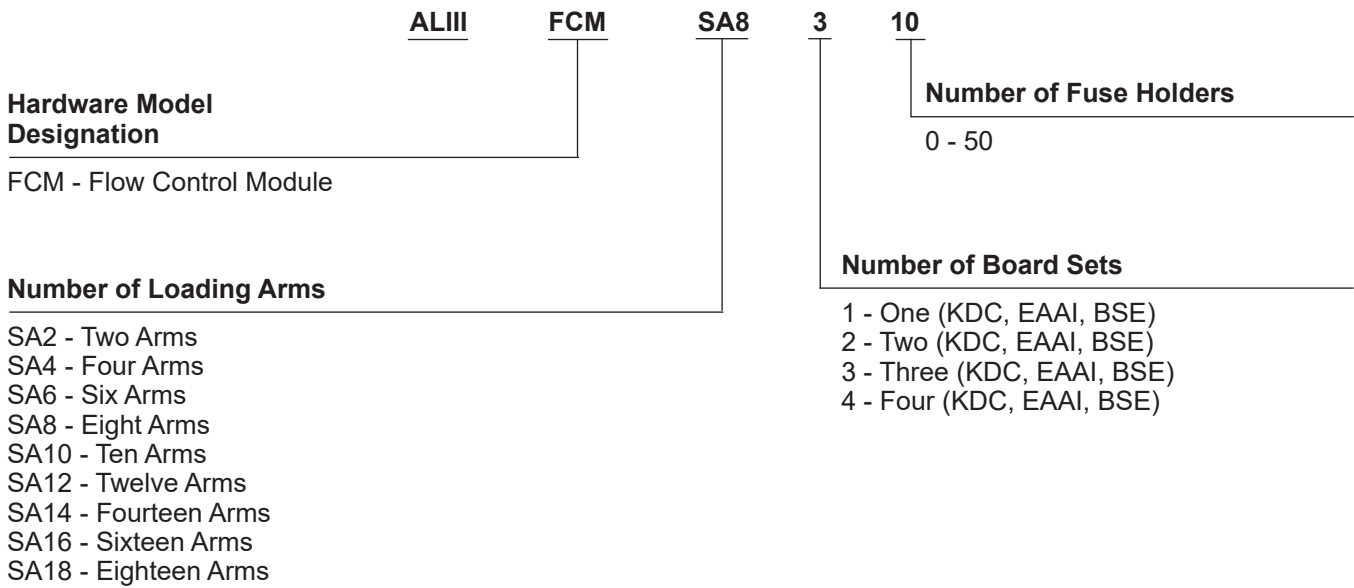 ALIII FCM SA8 3 10
Hardware Model
Designation
FCM - Flow Control Module
Number of Fuse Holders
0 - 50
Number of Loading Arms
SA2 - Two Arms
SA4 - Four Arms
SA6 - Six Arms
SA8 - Eight Arms
SA10 - Ten Arms
SA12 - Twelve Arms
SA14 - Fourteen Arms
SA16 - Sixteen Arms
SA18 - Eighteen Arms
Number of Board Sets
1 - One (KDC, EAAI, BSE)
2 - Two (KDC, EAAI, BSE)
3 - Three (KDC, EAAI, BSE)
4 - Four (KDC, EAAI, BSE)